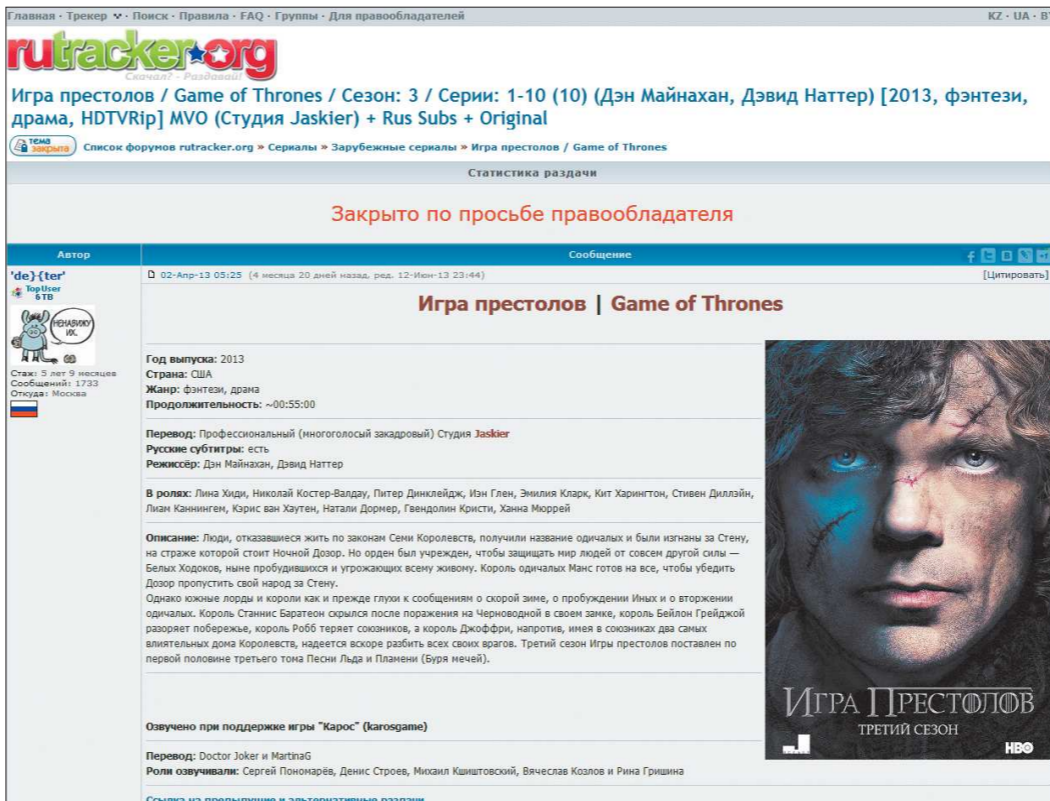 Главная · Трекер · Поиск · Правила · FAQ · Группы · Для правообладателей
KZ · UA ·
rutracker.org
Скачал? - Раздавай!
Игра престолов / Game of Thrones / Сезон: 3 / Серии: 1-10 (10) (Дэн Майнахан, Дэвид Наттер) [2013, фэнтези,
драма, HDTVRip] MVO (Студия Jaskier) + Rus Subs + Original
тема
закрыта
Список форумов rutracker.org » Сериалы » Зарубежные сериалы » Игра престолов / Game of Thrones
Статистика раздачи
Закрыто по просьбе правообладателя
Автор
Сообщение
'de}{ter'
TopUser
6TB
НЕНАВИЖУ
ИХ.
Стаж: 5 лет 9 месяцев
Сообщений: 1733
Откуда: Москва
02-Апр-13 05:25 (4 месяца 20 дней назад, ред. 12-Июн-13 23:44)
[Цитировать]
Игра престолов | Game of Thrones
Год выпуска: 2013
Страна: США
Жанр: фэнтези, драма
Продолжительность: ~00:55:00
Перевод: Профессиональный (многоголосый закадровый) Студия Jaskier
Русские субтитры: есть
Режиссёр: Дэн Майнахан, Дэвид Наттер
В ролях: Лина Хиди, Николай Костер-Валдау, Питер Динклейдж, Иэн Глен, Эмилия Кларк, Кит Харингтон, Стивен Диллэйн,
Лиам Каннингем, Кэрис ван Хаутен, Натали Дормер, Гвендолин Кристи, Ханна Мюррей
Описание: Люди, отказавшиеся жить по законам Семи Королевств, получили название одичалых и были изгнаны за Стену,
на страже которой стоит Ночной Дозор. Но орден был учрежден, чтобы защищать мир людей от совсем другой силы —
Белых Ходоков, ныне пробудившихся и угрожающих всему живому. Король одичалых Манс готов на все, чтобы убедить
Дозор пропустить свой народ за Стену.
Однако южные лорды и короли как и прежде глухи к сообщениям о скорой зиме, о пробуждении Иных и о вторжении
одичалых. Король Станнис Баратеон скрылся после поражения на Черноводной в своем замке, король Бейлон Грейджой
разоряет побережье, король Робб теряет союзников, а король Джоффри, напротив, имея в союзниках два самых
влиятельных дома Королевств, надеется вскоре разбить всех своих врагов. Третий сезон Игры престолов поставлен по
первой половине третьего тома Песни Льда и Пламени (Буря мечей).
ИГРА ПРЕСТОЛОВ
ТРЕТИЙ СЕЗОН
HBO
Озвучено при поддержке игры "Карос" (karosgame)
Перевод: Doctor Joker и MartinaG
Роли озвучивали: Сергей Пономарёв, Денис Строев, Михаил Кшиштовский, Вячеслав Козлов и Рина Гришина
Ссылка на предыдущие и альтернативные раздачи